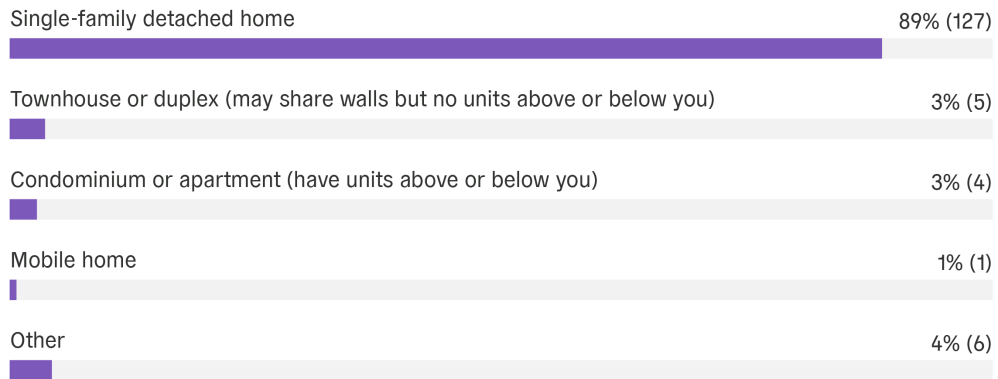 Single-family detached home 89% (127)
Townhouse or duplex (may share walls but no units above or below you) 3% (5)
Condominium or apartment (have units above or below you) 3% (4)
Mobile home 1% (1)
Other 4% (6)